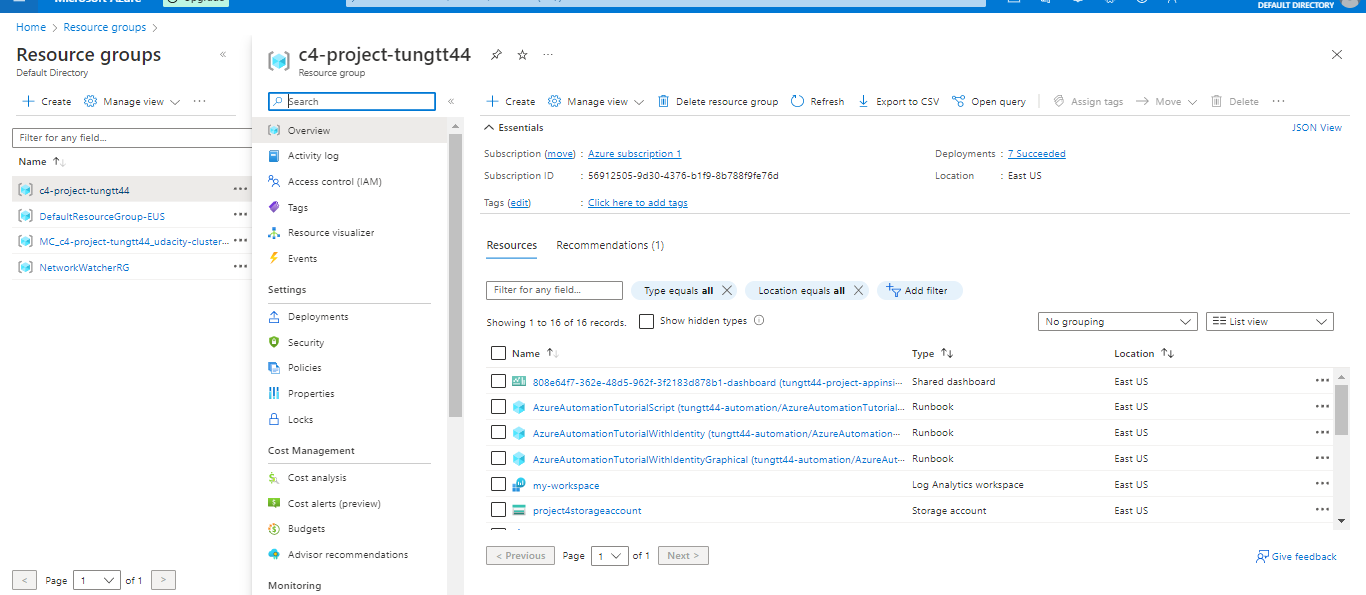 Microsoft Azure
Upgrade
DEFAULT DIRECTORY
Home > Resource groups >
Resource groups
Default Directory
Create
Manage view
Filter for any field...
Name
c4-project-tungtt44
DefaultResourceGroup-EUS
MC_c4-project-tungtt44_udacity-cluster...
NetworkWatcherRG
< Page 1 of 1 >
c4-project-tungtt44
Resource group
Search
Overview
Activity log
Access control (IAM)
Tags
Resource visualizer
Events
Settings
Deployments
Security
Policies
Properties
Locks
Cost Management
Cost analysis
Cost alerts (preview)
Budgets
Advisor recommendations
Monitoring
Create Manage view Delete resource group Refresh Export to CSV Open query Assign tags Move Delete
Essentials
JSON View
Subscription (move) : Azure subscription 1
Deployments : 7 Succeeded
Subscription ID : 56912505-9d30-4376-b1f9-8b788f9fe76d
Location : East US
Tags (edit) : Click here to add tags
Resources Recommendations (1)
Filter for any field... Type equals all Location equals all Add filter
Showing 1 to 16 of 16 records. Show hidden types
No grouping List view
Name Type Location
808e64f7-362e-48d5-962f-3f2183d878b1-dashboard (tungtt44-project-appinsi... Shared dashboard East US
AzureAutomationTutorialScript (tungtt44-automation/AzureAutomationTutorial... Runbook East US
AzureAutomationTutorialWithIdentity (tungtt44-automation/AzureAutomation... Runbook East US
AzureAutomationTutorialWithIdentityGraphical (tungtt44-automation/AzureAut... Runbook East US
my-workspace Log Analytics workspace East US
project4storageaccount Storage account East US
< Previous Page 1 of 1 Next >
Give feedback